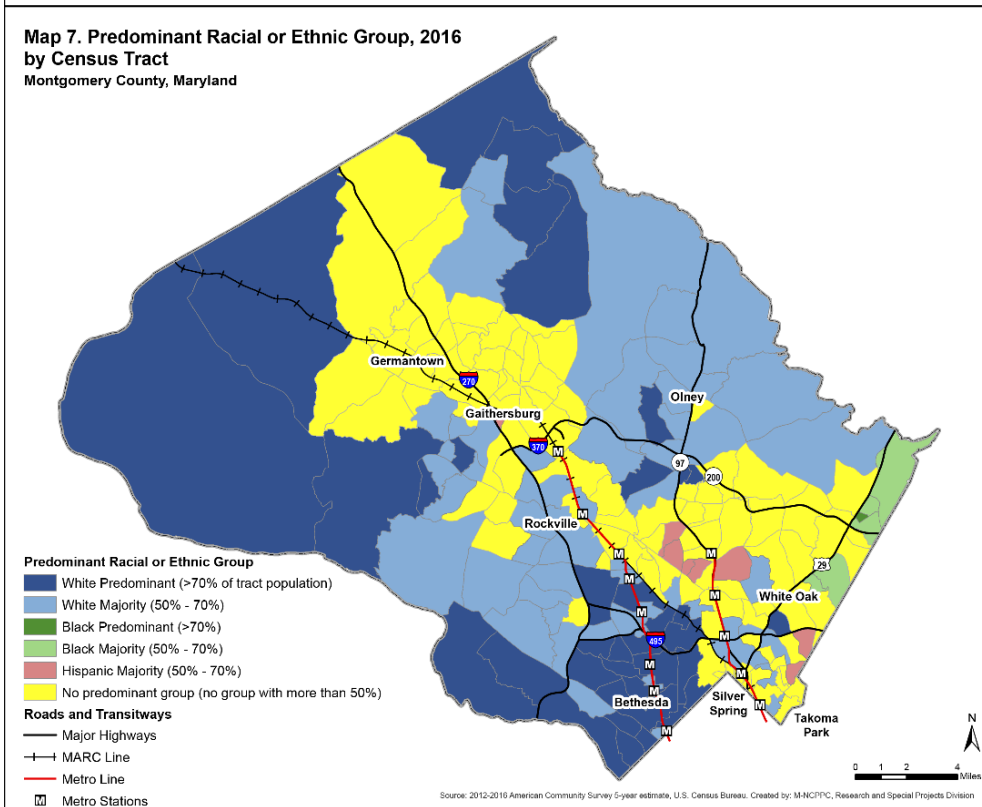 Map 7. Predominant Racial or Ethnic Group, 2016
by Census Tract
Montgomery County, Maryland
Germantown
270
Gaithersburg
Olney
370
M
97
200
M
Rockville
M
M
M
29
M
M
White Oak
M
M
495
M
M
M
Bethesda
Silver
Spring
M
Takoma
Park
M
Predominant Racial or Ethnic Group
White Predominant (>70% of tract population)
White Majority (50% - 70%)
Black Predominant (>70%)
Black Majority (50% - 70%)
Hispanic Majority (50% - 70%)
No predominant group (no group with more than 50%)
Roads and Transitways
Major Highways
MARC Line
Metro Line
M Metro Stations
N
0 1 2 4
Miles
Source: 2012-2016 American Community Survey 5-year estimate, U.S. Census Bureau. Created by: M-NCPPC, Research and Special Projects Division